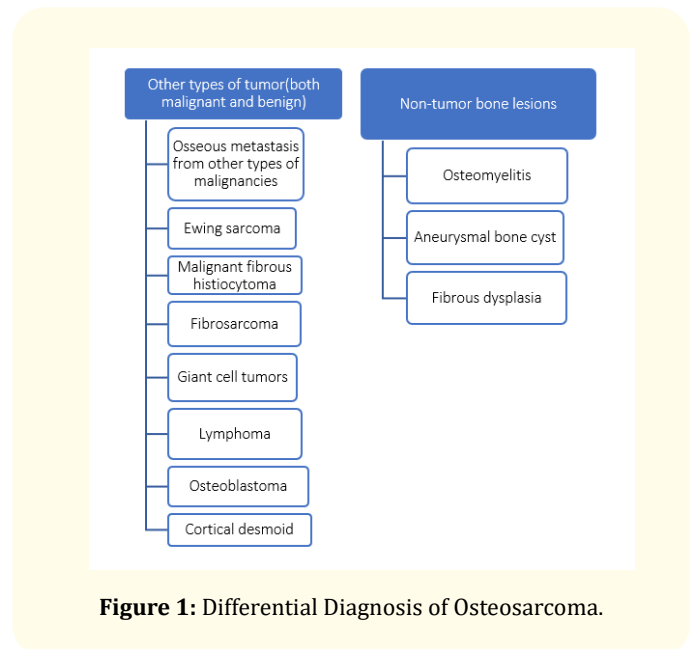 Other types of tumor(both
malignant and benign)
Osseous metastasis
from other types of
malignancies
Ewing sarcoma
Malignant fibrous
histiocytoma
Fibrosarcoma
Giant cell tumors
Lymphoma
Osteoblastoma
Cortical desmoid
Non-tumor bone lesions
Osteomyelitis
Aneurysmal bone cyst
Fibrous dysplasia
Figure 1: Differential Diagnosis of Osteosarcoma.